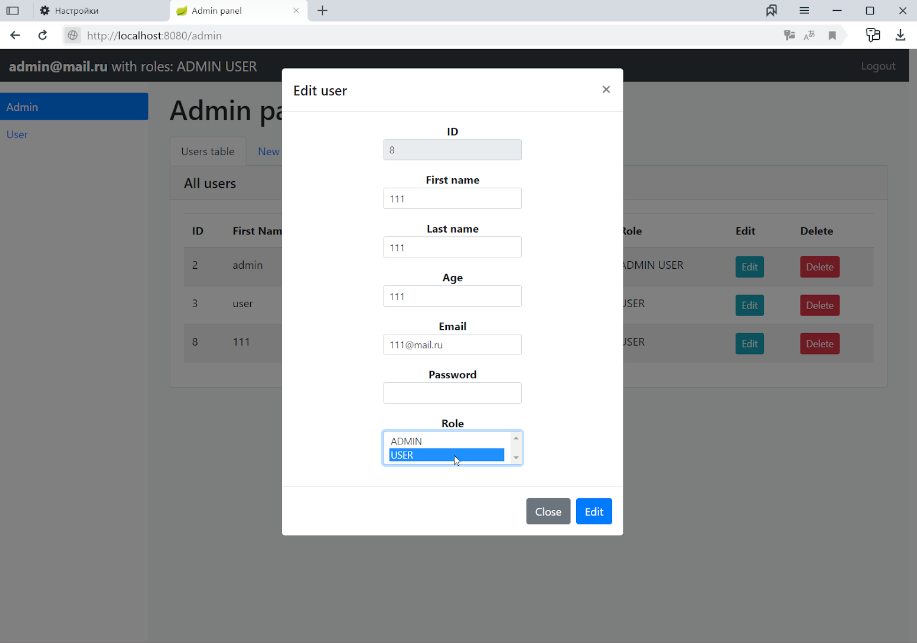 Настройки
Admin panel
http://localhost:8080/admin
admin@mail.ru with roles: ADMIN USER
Logout
Admin
User
Admin pa
Users table
New
All users
ID
First Nam
Role
Edit
Delete
2
admin
ADMIN USER
Edit
Delete
3
user
USER
Edit
Delete
8
111
USER
Edit
Delete
Edit user
×
ID
8
First name
111
Last name
111
Age
111
Email
111@mail.ru
Password
Role
ADMIN
USER
Close
Edit